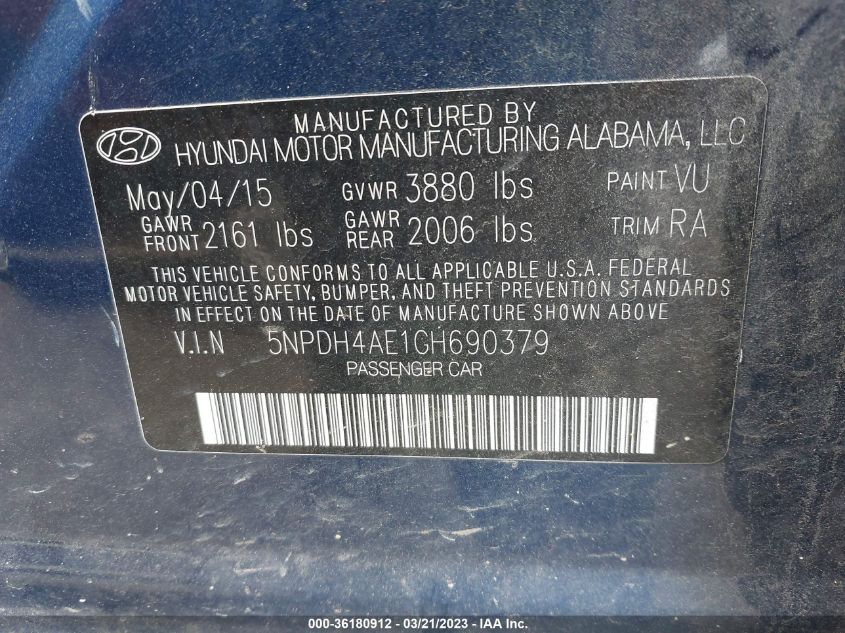 MANUFACTURED BY
HYUNDAI MOTOR MANUFACTURING ALABAMA, LLC
May/04/15 GVWR 3880 lbs PAINT VU
GAWR FRONT 2161 lbs GAWR REAR 2006 lbs TRIM RA
THIS VEHICLE CONFORMS TO ALL APPLICABLE U.S.A. FEDERAL
MOTOR VEHICLE SAFETY, BUMPER, AND THEFT PREVENTION STANDARDS
IN EFFECT ON THE DATE OF MANUFACTURE SHOWN ABOVE
V.I.N 5NPDH4AE1GH690379
PASSENGER CAR
000-36180912 - 03/21/2023 - IAA Inc.